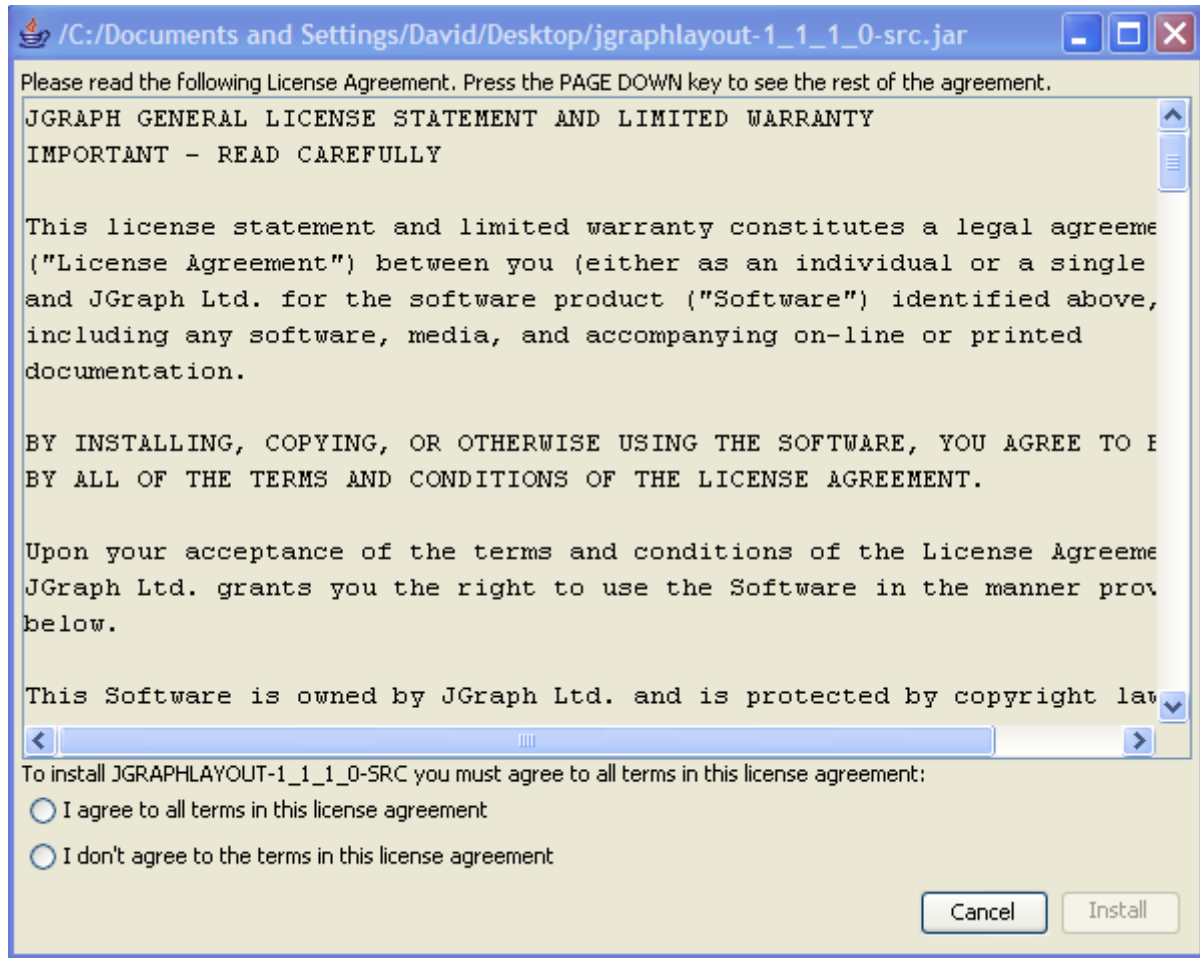 /C:/Documents and Settings/David/Desktop/jgraphlayout-1_1_1_0-src.jar
Please read the following License Agreement. Press the PAGE DOWN key to see the rest of the agreement.
JGRAPH GENERAL LICENSE STATEMENT AND LIMITED WARRANTY
IMPORTANT - READ CAREFULLY
This license statement and limited warranty constitutes a legal agreeme
("License Agreement") between you (either as an individual or a single
and JGraph Ltd. for the software product ("Software") identified above,
including any software, media, and accompanying on-line or printed
documentation.
BY INSTALLING, COPYING, OR OTHERWISE USING THE SOFTWARE, YOU AGREE TO
BY ALL OF THE TERMS AND CONDITIONS OF THE LICENSE AGREEMENT.
Upon your acceptance of the terms and conditions of the License Agreeme
JGraph Ltd. grants you the right to use the Software in the manner prov
below.
This Software is owned by JGraph Ltd. and is protected by copyright law
To install JGRAPHLAYOUT-1_1_1_0-SRC you must agree to all terms in this license agreement:
I agree to all terms in this license agreement
I don't agree to the terms in this license agreement
Cancel
Install